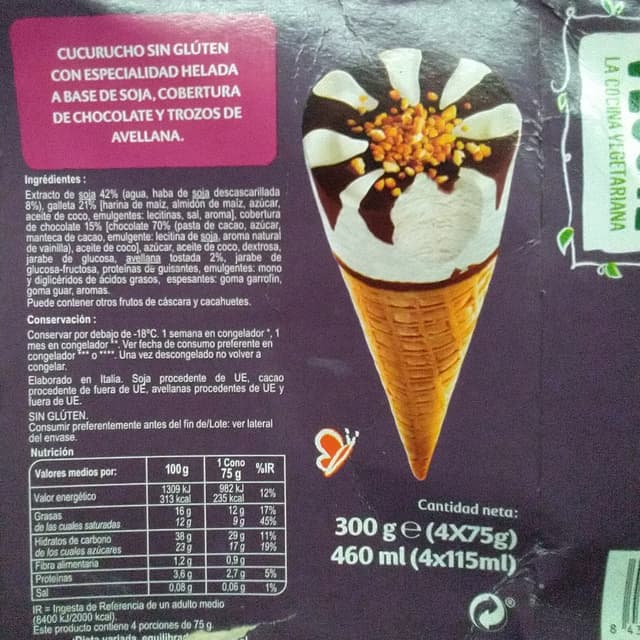 CUCURUCHO SIN GLÚTEN
CON ESPECIALIDAD HELADA
A BASE DE SOJA, COBERTURA
DE CHOCOLATE Y TROZOS DE
AVELLANA.
Ingrédientes :
Extracto de soja 42% (agua, haba de soja descascarillada
8%), galleta 21% [harina de maíz, almidón de maíz, azúcar,
aceite de coco, emulgentes: lecitinas, sal, aroma], cobertura
de chocolate 15% [chocolate 70% (pasta de cacao, azúcar,
manteca de cacao, emulgente: lecitina de soja, aroma natural
de vainilla), aceite de coco], azúcar, aceite de coco, dextrosa,
jarabe de glucosa, avellana tostada 2%, jarabe de
glucosa-fructosa, proteínas de guisantes, emulgentes: mono
y diglicéridos de ácidos grasos, espesantes: goma garrofín,
goma guar, aromas.
Puede contener otros frutos de cáscara y cacahuetes.
Conservación :
Conservar por debajo de -18°C. 1 semana en congelador *, 1
mes en congelador **. Ver fecha de consumo preferente en
congelador *** o ****. Una vez descongelado no volver a
congelar.
Elaborado en Italia. Soja procedente de UE, cacao
procedente de fuera de UE, avellanas procedentes de UE y
fuera de UE.
SIN GLÚTEN.
Consumir preferentemente antes del fin de/Lote: ver lateral
del envase.
Nutrición
Valores medios por: 100 g 1 Cono 75 g %IR
Valor energético 1309 kJ 313 kcal 982 kJ 235 kcal 12%
Grasas 16 g 12 g 17%
de las cuales saturadas 12 g 9 g 45%
Hidratos de carbono 38 g 29 g 11%
de los cuales azúcares 23 g 17 g 19%
Fibra alimentaria 1,2 g 0,9 g
Proteínas 3,6 g 2,7 g 5%
Sal 0,08 g 0,06 g 1%
IR = Ingesta de Referencia de un adulto medio
(8400 kJ/2000 kcal).
Este producto contiene 4 porciones de 75 g.
Dieta variada, equilibrad
Cantidad neta:
300 g e (4X75g)
460 ml (4x115ml)
LA COCINA VEGETARIANA
8